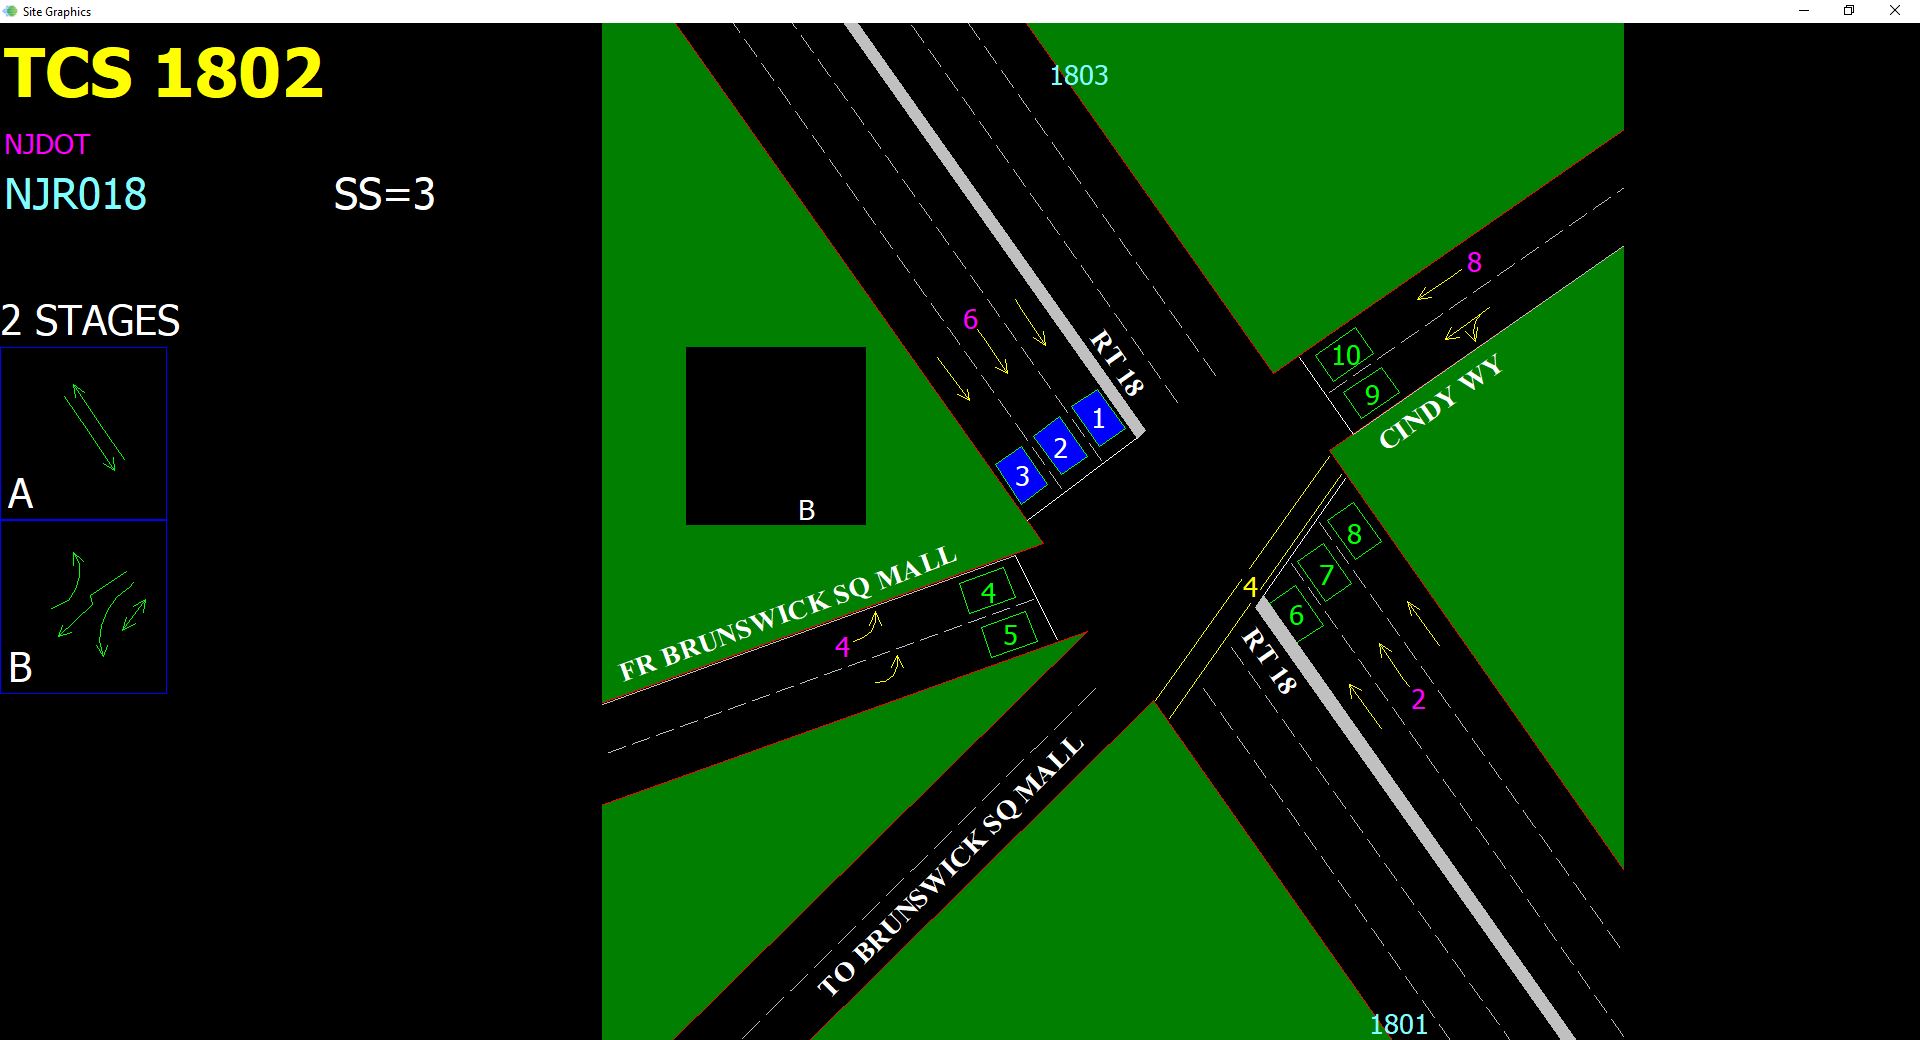 Site Graphics
TCS 1802
NJDOT
NJR018 SS=3
2 STAGES
A
B
1803
8
6
RT 18
10
9
CINDY WY
1
2
3
B
FR BRUNSWICK SQ MALL
4
5
4
4
8
7
6
RT 18
2
TO BRUNSWICK SQ MALL
1801